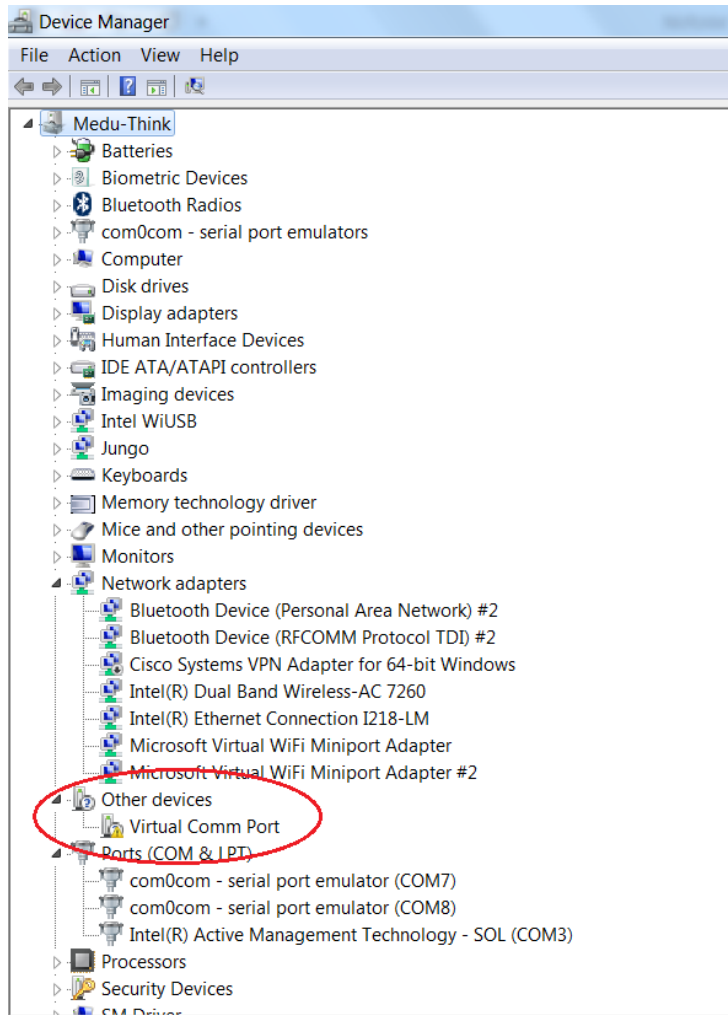 Device Manager
File Action View Help
Medu-Think
Batteries
Biometric Devices
Bluetooth Radios
com0com - serial port emulators
Computer
Disk drives
Display adapters
Human Interface Devices
IDE ATA/ATAPI controllers
Imaging devices
Intel WiUSB
Jungo
Keyboards
Memory technology driver
Mice and other pointing devices
Monitors
Network adapters
Bluetooth Device (Personal Area Network) #2
Bluetooth Device (RFCOMM Protocol TDI) #2
Cisco Systems VPN Adapter for 64-bit Windows
Intel(R) Dual Band Wireless-AC 7260
Intel(R) Ethernet Connection I218-LM
Microsoft Virtual WiFi Miniport Adapter
Microsoft Virtual WiFi Miniport Adapter #2
Other devices
Virtual Comm Port
Ports (COM & LPT)
com0com - serial port emulator (COM7)
com0com - serial port emulator (COM8)
Intel(R) Active Management Technology - SOL (COM3)
Processors
Security Devices
SM Driver